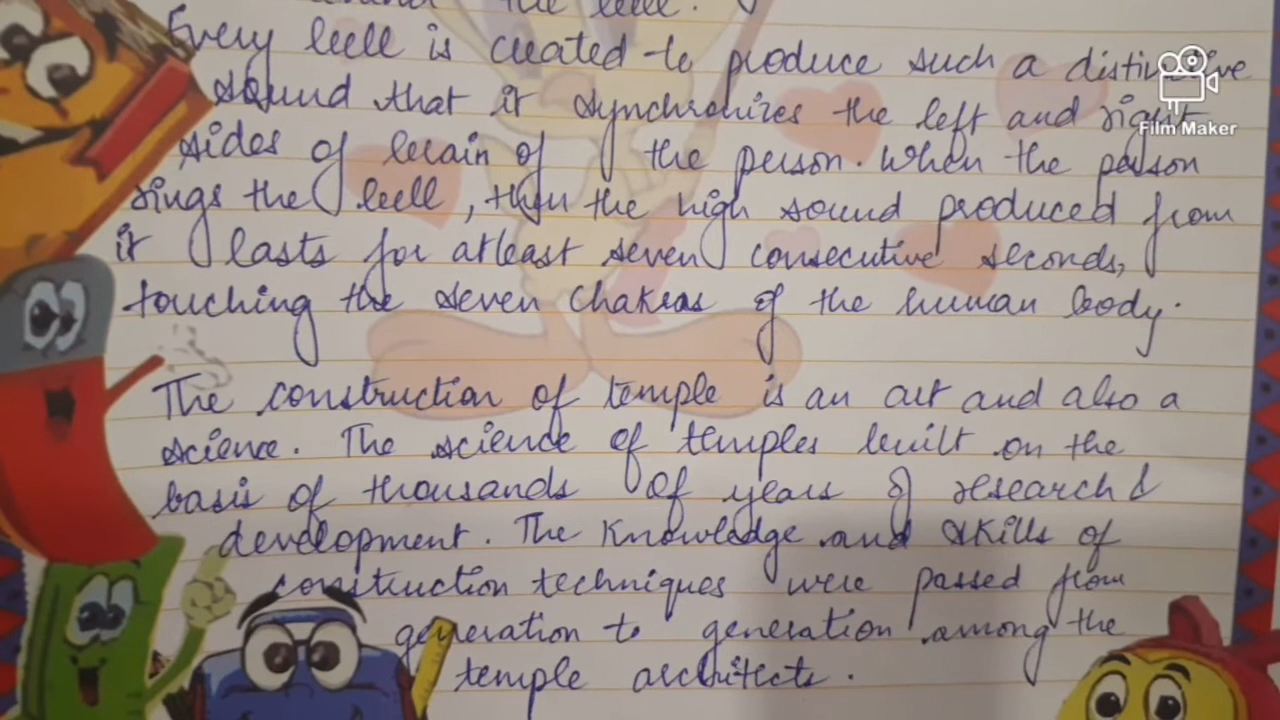 the bell.
Every bell is created to produce such a distinctive
sound that it synchronizes the left and right
sides of brain of the person. When the person
rings the bell, then the high sound produced from
it lasts for atleast seven consecutive seconds,
touching the seven chakras of the human body.
The construction of temple is an art and also a
science. The science of temples built on the
basis of thousands of years of research &
development. The Knowledge and skills of
construction techniques were passed from
generation to generation among the
temple architects.
Film Maker